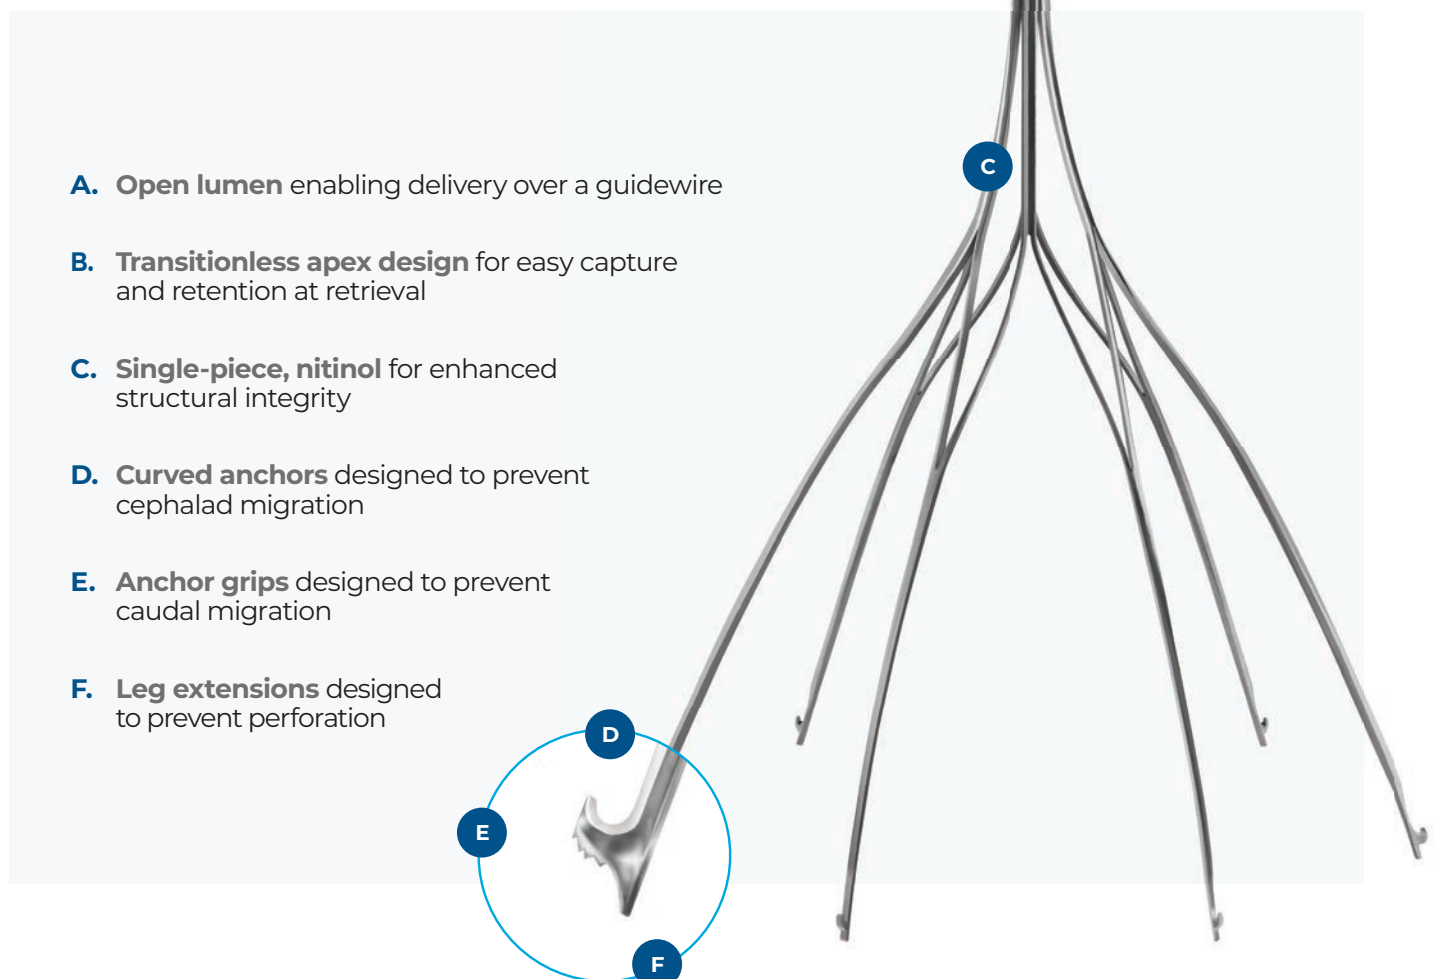 A. Open lumen enabling delivery over a guidewire
B. Transitionless apex design for easy capture
and retention at retrieval
C. Single-piece, nitinol for enhanced
structural integrity
D. Curved anchors designed to prevent
cephalad migration
E. Anchor grips designed to prevent
caudal migration
F. Leg extensions designed
to prevent perforation
C
D
E
F